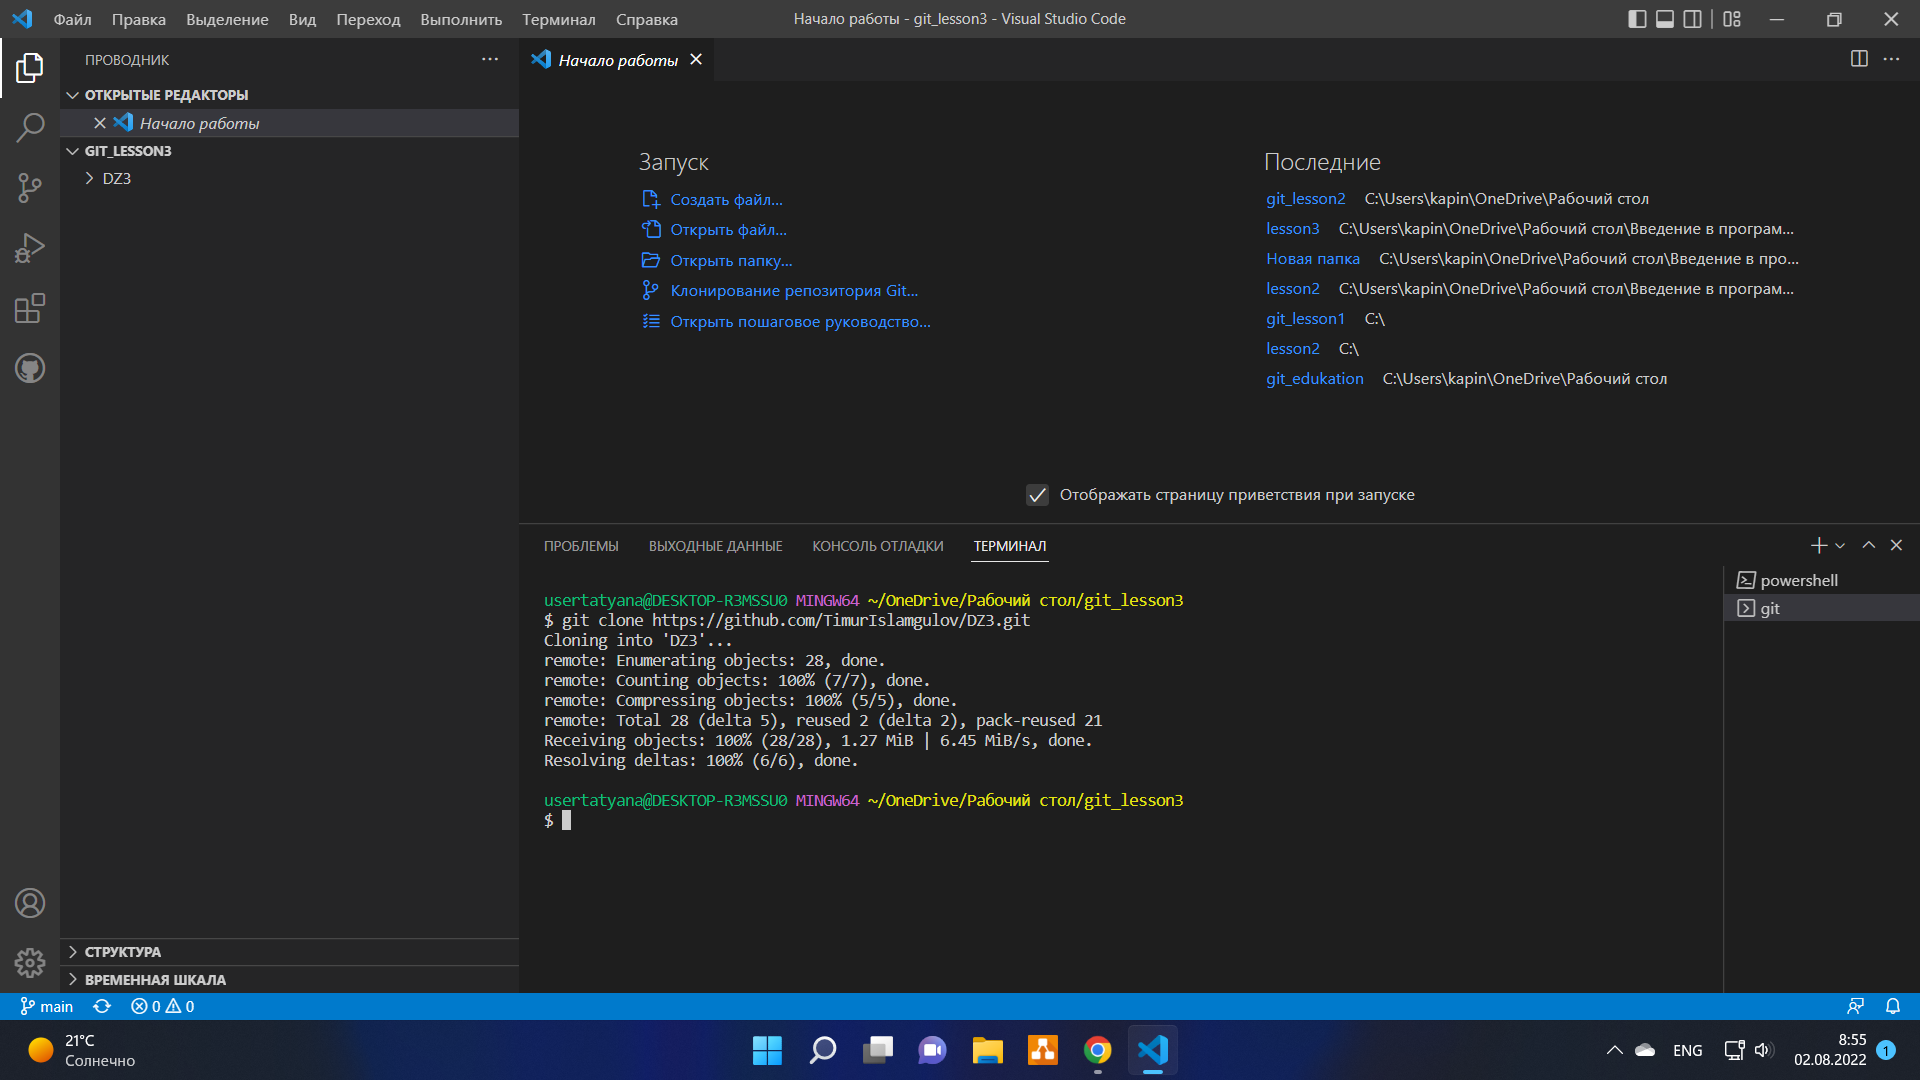 Файл Правка Выделение Вид Переход Выполнить Терминал Справка
Начало работы - git_lesson3 - Visual Studio Code
ПРОВОДНИК
ОТКРЫТЫЕ РЕДАКТОРЫ
Начало работы
GIT_LESSON3
DZ3
СТРУКТУРА
ВРЕМЕННАЯ ШКАЛА
Начало работы
Запуск
Создать файл...
Открыть файл...
Открыть папку...
Клонирование репозитория Git...
Открыть пошаговое руководство...
Последние
git_lesson2 C:\Users\kapin\OneDrive\Рабочий стол
lesson3 C:\Users\kapin\OneDrive\Рабочий стол\Введение в програм...
Новая папка C:\Users\kapin\OneDrive\Рабочий стол\Введение в про...
lesson2 C:\Users\kapin\OneDrive\Рабочий стол\Введение в програм...
git_lesson1 C:\
lesson2 C:\
git_edukation C:\Users\kapin\OneDrive\Рабочий стол
Отображать страницу приветствия при запуске
ПРОБЛЕМЫ ВЫХОДНЫЕ ДАННЫЕ КОНСОЛЬ ОТЛАДКИ ТЕРМИНАЛ
usertatyana@DESKTOP-R3MSSU0 MINGW64 ~/OneDrive/Рабочий стол/git_lesson3
$ git clone https://github.com/TimurIslamgulov/DZ3.git
Cloning into 'DZ3'...
remote: Enumerating objects: 28, done.
remote: Counting objects: 100% (7/7), done.
remote: Compressing objects: 100% (5/5), done.
remote: Total 28 (delta 5), reused 2 (delta 2), pack-reused 21
Receiving objects: 100% (28/28), 1.27 MiB | 6.45 MiB/s, done.
Resolving deltas: 100% (6/6), done.
usertatyana@DESKTOP-R3MSSU0 MINGW64 ~/OneDrive/Рабочий стол/git_lesson3
$
powershell
git
main 0 0
21°C
Солнечно
ENG
8:55
02.08.2022
1